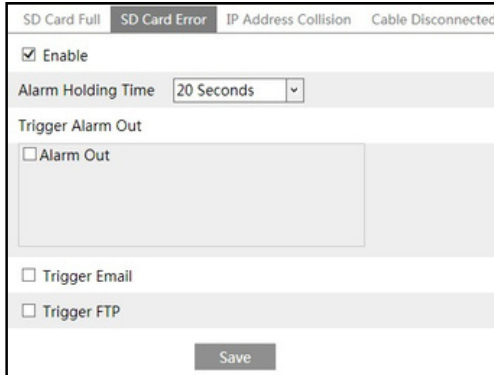 SD Card Full SD Card Error IP Address Collision Cable Disconnected
Enable
Alarm Holding Time 20 Seconds
Trigger Alarm Out
Alarm Out
Trigger Email
Trigger FTP
Save